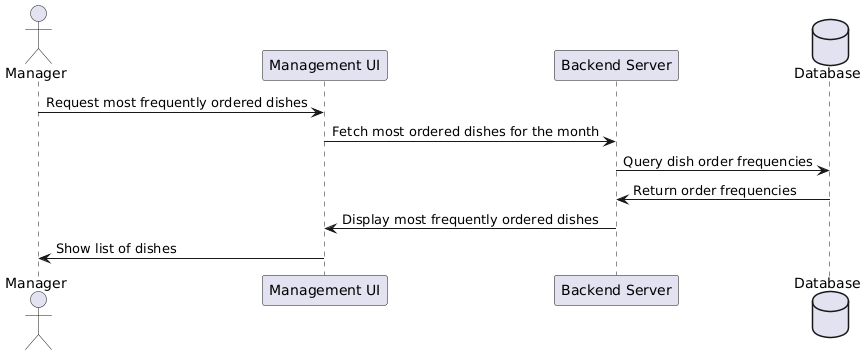 Manager
Management UI
Backend Server
Database
Request most frequently ordered dishes
Fetch most ordered dishes for the month
Query dish order frequencies
Return order frequencies
Display most frequently ordered dishes
Show list of dishes
Manager
Management UI
Backend Server
Database